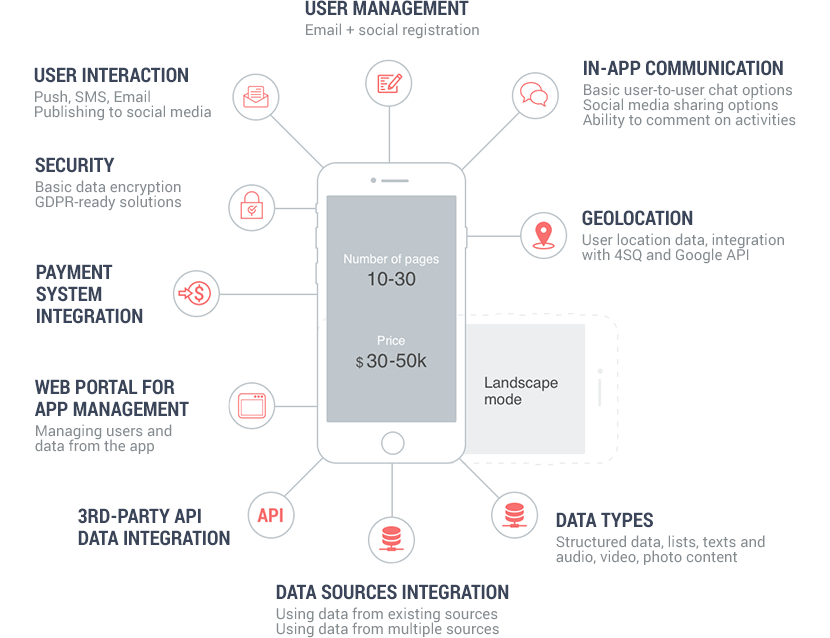 USER MANAGEMENT
Email + social registration
USER INTERACTION
Push, SMS, Email
Publishing to social media
IN-APP COMMUNICATION
Basic user-to-user chat options
Social media sharing options
Ability to comment on activities
SECURITY
Basic data encryption
GDPR-ready solutions
GEOLOCATION
User location data, integration
with 4SQ and Google API
PAYMENT
SYSTEM
INTEGRATION
Number of pages
10-30
Price
$ 30-50k
Landscape
mode
WEB PORTAL FOR
APP MANAGEMENT
Managing users and
data from the app
3RD-PARTY API
DATA INTEGRATION
API
DATA TYPES
Structured data, lists, texts and
audio, video, photo content
DATA SOURCES INTEGRATION
Using data from existing sources
Using data from multiple sources